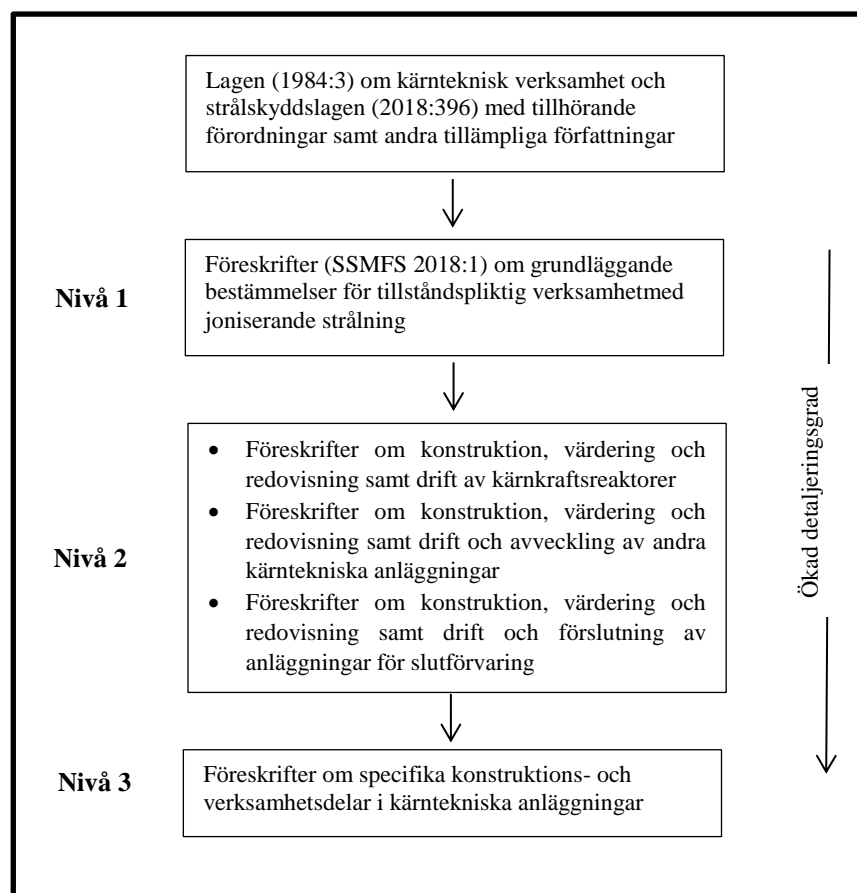 Lagen (1984:3) om kärnteknisk verksamhet och
strålskyddslagen (2018:396) med tillhörande
förordningar samt andra tillämpliga författningar
Nivå 1
Föreskrifter (SSMFS 2018:1) om grundläggande
bestämmelser för tillståndspliktig verksamhetmed
joniserande strålning
Nivå 2
• Föreskrifter om konstruktion, värdering och
redovisning samt drift av kärnkraftsreaktorer
• Föreskrifter om konstruktion, värdering och
redovisning samt drift och avveckling av andra
kärntekniska anläggningar
• Föreskrifter om konstruktion, värdering och
redovisning samt drift och förslutning av
anläggningar för slutförvaring
Ökad detaljeringsgrad
Nivå 3
Föreskrifter om specifika konstruktions- och
verksamhetsdelar i kärntekniska anläggningar